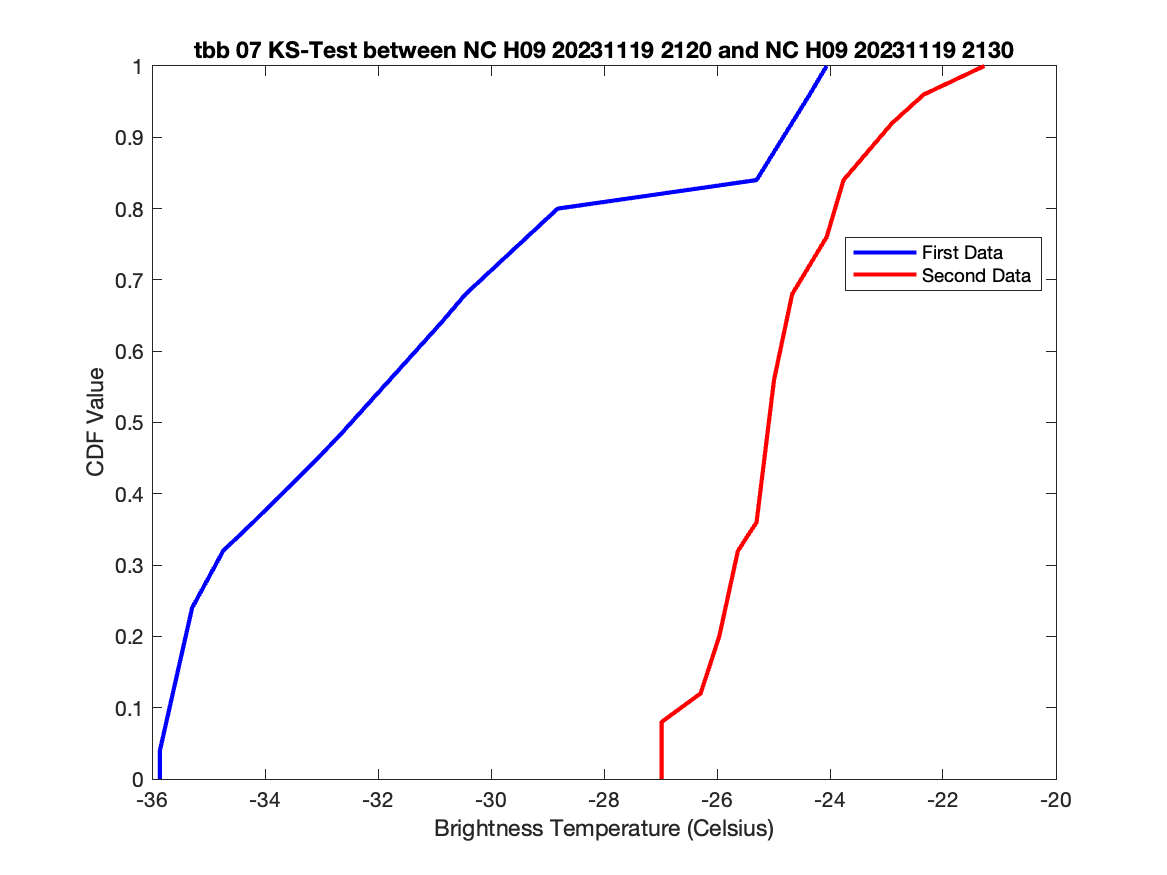 tbb 07 KS-Test between NC H09 20231119 2120 and NC H09 20231119 2130
1
0.9
0.8
0.7
0.6
0.5
0.4
0.3
0.2
0.1
0
CDF Value
First Data
Second Data
-36 -34 -32 -30 -28 -26 -24 -22 -20
Brightness Temperature (Celsius)